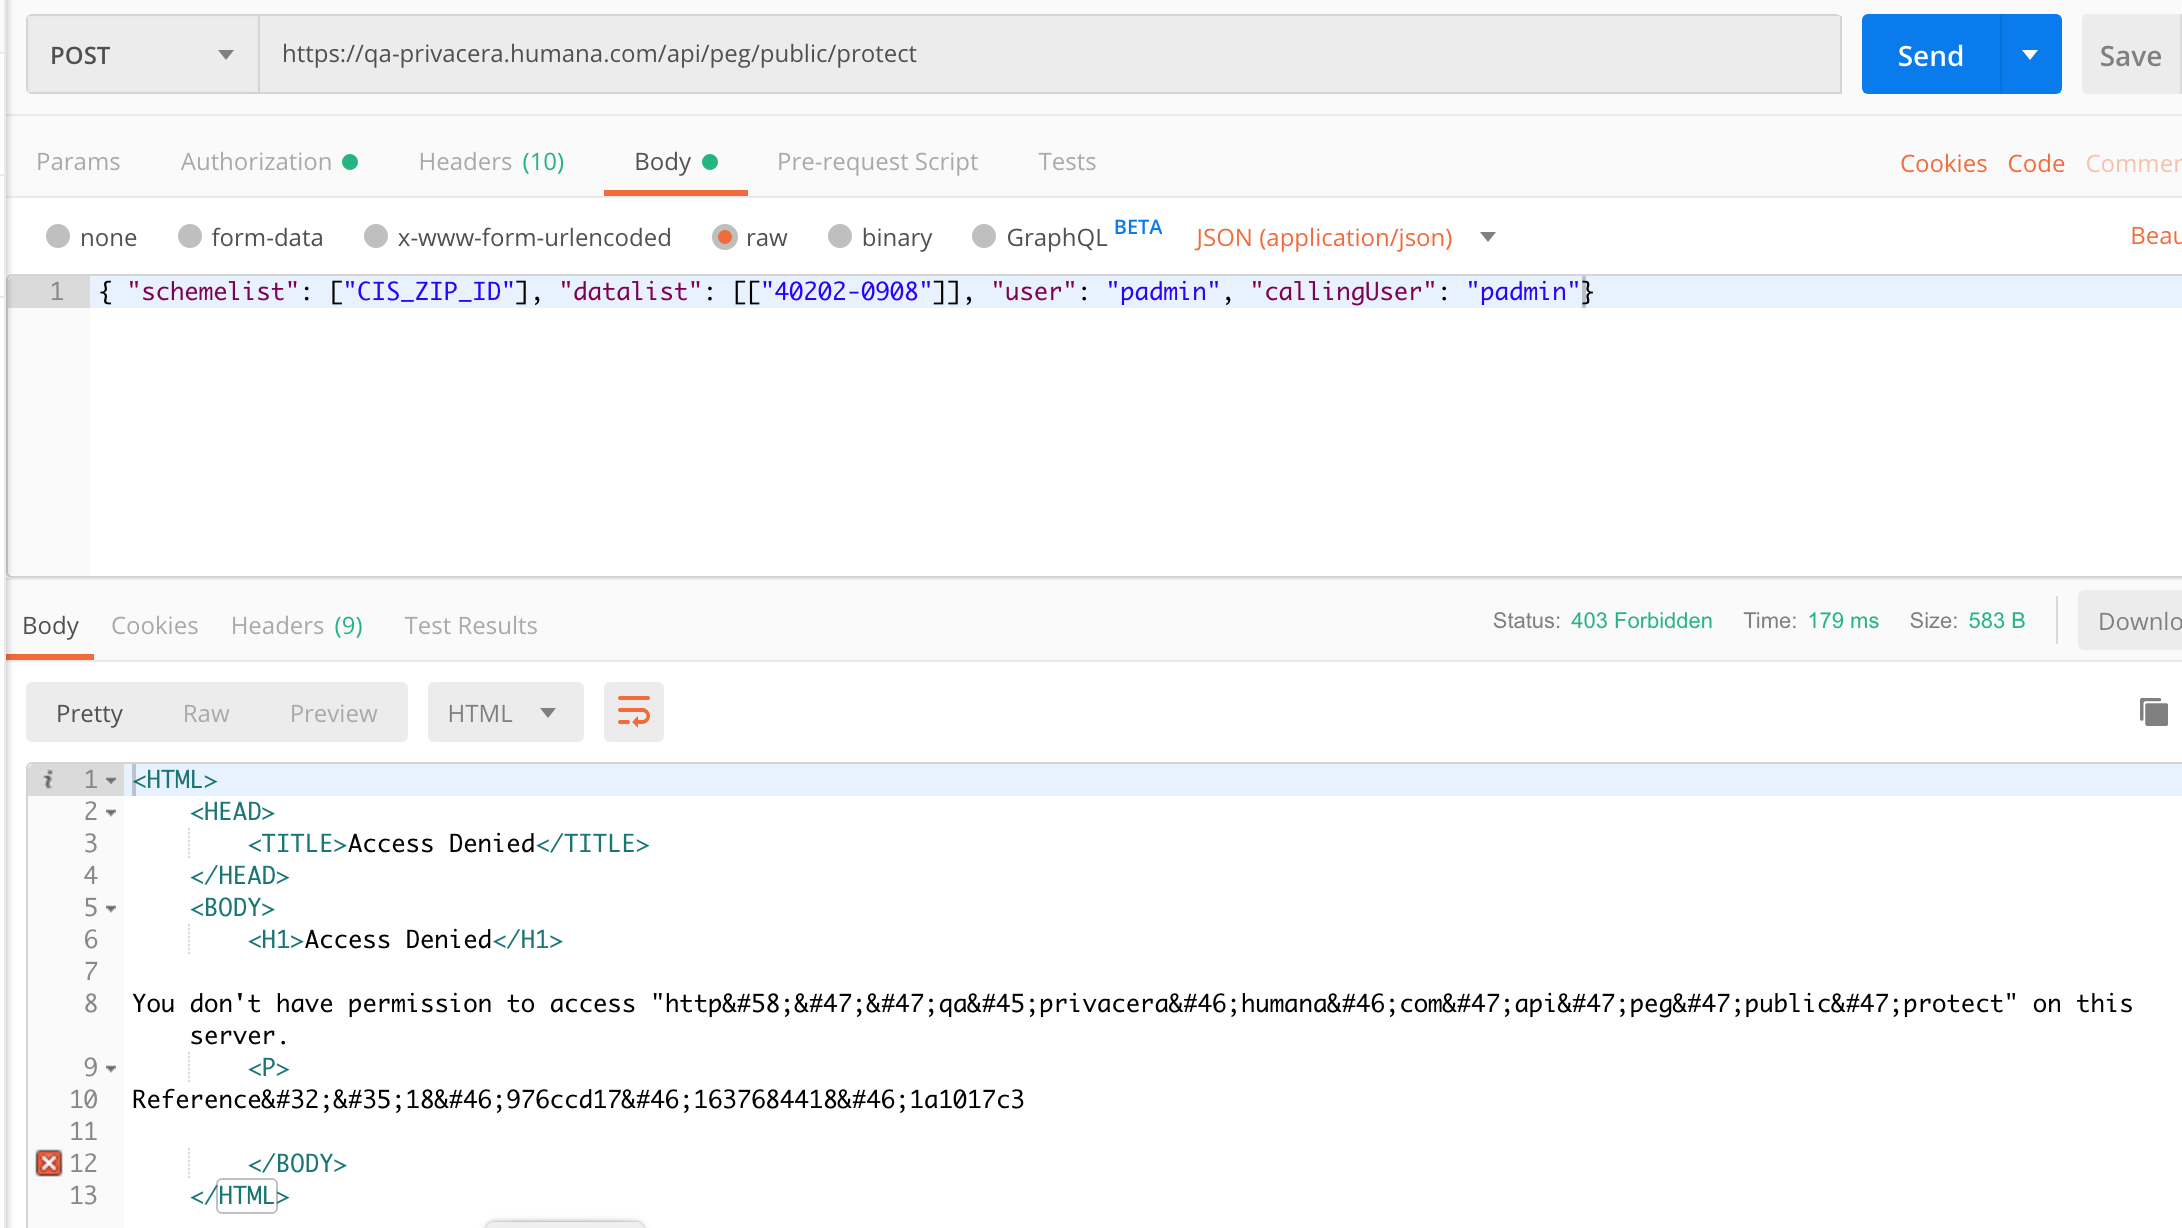 POST https://qa-privacera.humana.com/api/peg/public/protect Send Save
Params Authorization Headers (10) Body Pre-request Script Tests Cookies Code Commen
none form-data x-www-form-urlencoded raw binary GraphQL BETA JSON (application/json) Beau
1 { "schemelist": ["CIS_ZIP_ID"], "datalist": [["40202-0908"]], "user": "padmin", "callingUser": "padmin"}
Body Cookies Headers (9) Test Results Status: 403 Forbidden Time: 179 ms Size: 583 B Downlo
Pretty Raw Preview HTML
i 1 <HTML>
2 <HEAD>
3 <TITLE>Access Denied</TITLE>
4 </HEAD>
5 <BODY>
6 <H1>Access Denied</H1>
7
8 You don't have permission to access "http&#58;&#47;&#47;qa&#45;privacera&#46;humana&#46;com&#47;api&#47;peg&#47;public&#47;protect" on this
server.
9 <P>
10 Reference&#32;&#35;18&#46;976ccd17&#46;1637684418&#46;1a1017c3
11
12 </BODY>
13 </HTML>